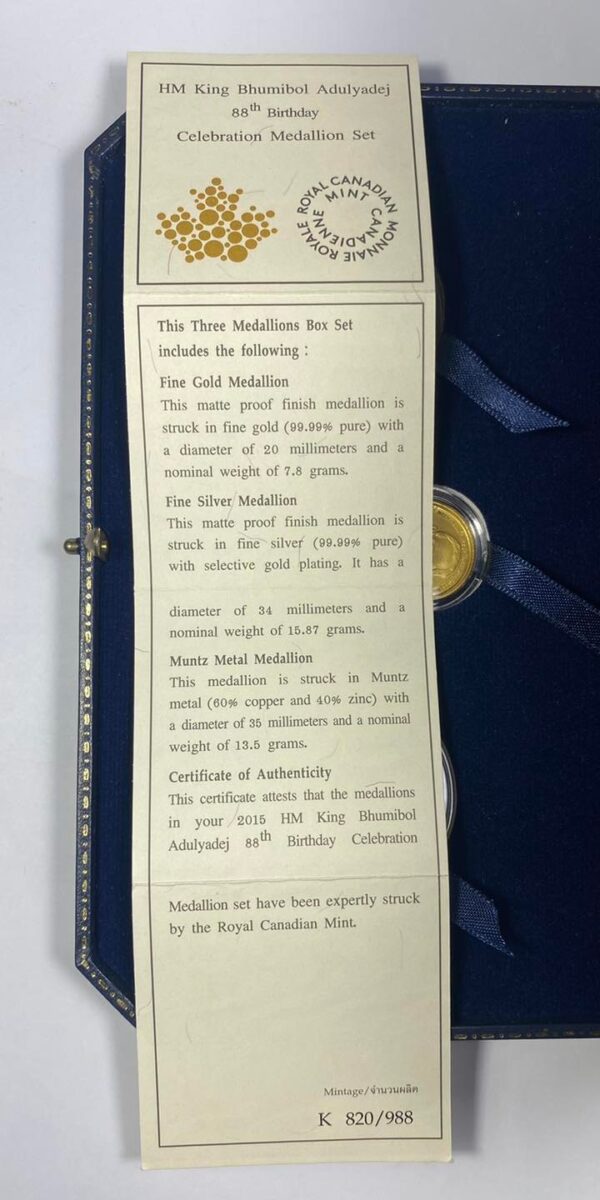 HM King Bhumibol Adulyadej
88th Birthday
Celebration Medallion Set
ROYAL CANADIAN MINT
MONNAIE ROYALE CANADIENNE
This Three Medallions Box Set
includes the following :
Fine Gold Medallion
This matte proof finish medallion is
struck in fine gold (99.99% pure) with
a diameter of 20 millimeters and a
nominal weight of 7.8 grams.
Fine Silver Medallion
This matte proof finish medallion is
struck in fine silver (99.99% pure)
with selective gold plating. It has a
diameter of 34 millimeters and a
nominal weight of 15.87 grams.
Muntz Metal Medallion
This medallion is struck in Muntz
metal (60% copper and 40% zinc) with
a diameter of 35 millimeters and a nominal
weight of 13.5 grams.
Certificate of Authenticity
This certificate attests that the medallions
in your 2015 HM King Bhumibol
Adulyadej 88th Birthday Celebration
Medallion set have been expertly struck
by the Royal Canadian Mint.
Mintage/จำนวนผลิต
K 820/988